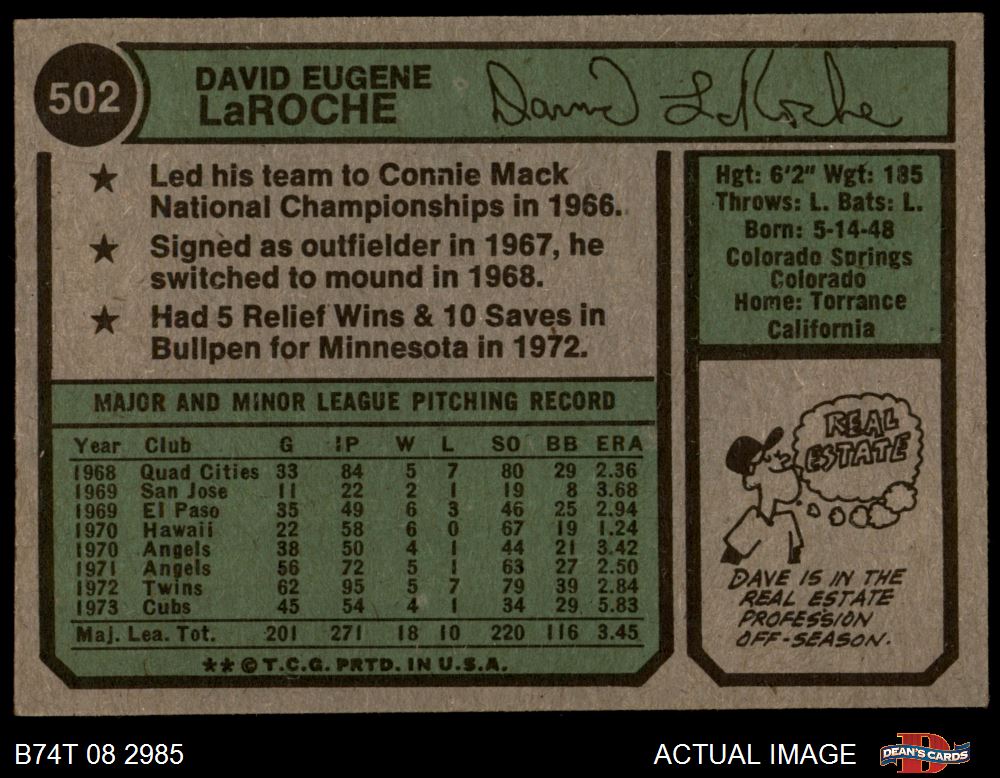 502
DAVID EUGENE
LaROCHE
David LaRoche
★ Led his team to Connie Mack
National Championships in 1966.
★ Signed as outfielder in 1967, he
switched to mound in 1968.
★ Had 5 Relief Wins & 10 Saves in
Bullpen for Minnesota in 1972.
Hgt: 6'2" Wgt: 185
Throws: L. Bats: L.
Born: 5-14-48
Colorado Springs
Colorado
Home: Torrance
California
MAJOR AND MINOR LEAGUE PITCHING RECORD
Year Club G IP W L SO BB ERA
1968 Quad Cities 33 84 5 7 80 29 2.36
1969 San Jose 11 22 2 1 19 8 3.68
1969 El Paso 35 49 6 3 46 25 2.94
1970 Hawaii 22 58 6 0 67 19 1.24
1970 Angels 38 50 4 1 44 21 3.42
1971 Angels 56 72 5 1 63 27 2.50
1972 Twins 62 95 5 7 79 39 2.84
1973 Cubs 45 54 4 1 34 29 5.83
Maj. Lea. Tot. 201 271 18 10 220 116 3.45
★★ © T.C.G. PRTD. IN U.S.A.
REAL
ESTATE
DAVE IS IN THE
REAL ESTATE
PROFESSION
OFF-SEASON.
B74T 08 2985
ACTUAL IMAGE
D
DEAN'S CARDS